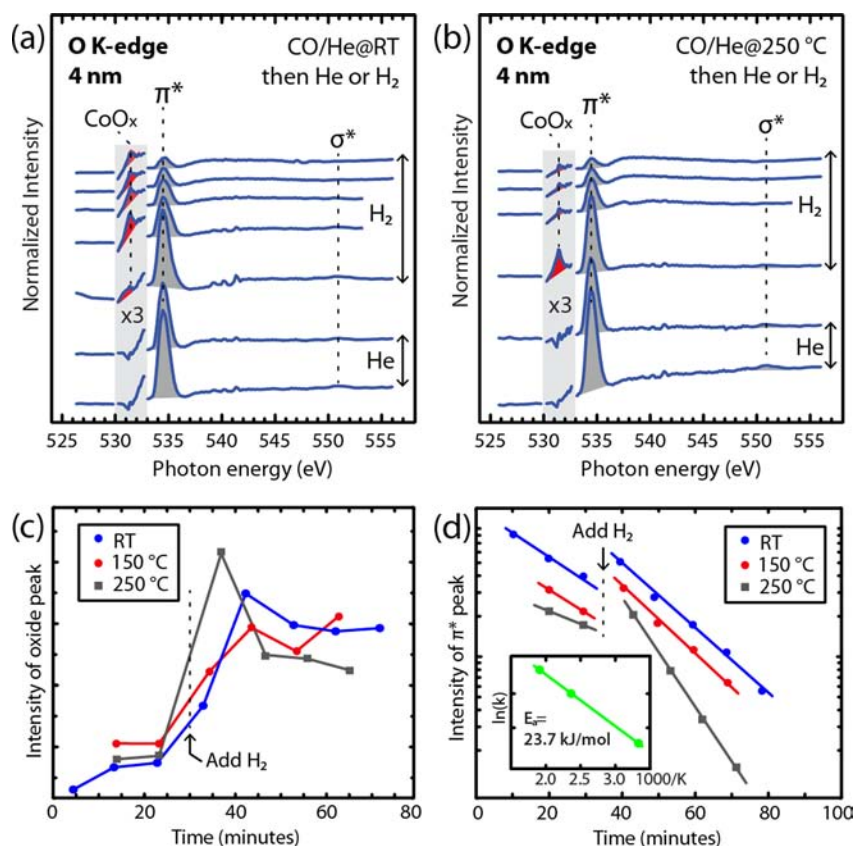 (a)
O K-edge
4 nm
CO/He@RT
then He or H₂
π*
CoOₓ
σ*
H₂
x3
He
Normalized Intensity
525 530 535 540 545 550 555
Photon energy (eV)
(b)
O K-edge
4 nm
CO/He@250 °C
then He or H₂
π*
CoOₓ
σ*
H₂
x3
He
Normalized Intensity
525 530 535 540 545 550 555
Photon energy (eV)
(c)
RT
150 °C
250 °C
Add H₂
Intensity of oxide peak
0 20 40 60 80
Time (minutes)
(d)
Add H₂
RT
150 °C
250 °C
Intensity of π* peak
ln(k)
Eₐ=
23.7 kJ/mol
2.0 2.5 3.0 1000/K
0 20 40 60 80 100
Time (minutes)